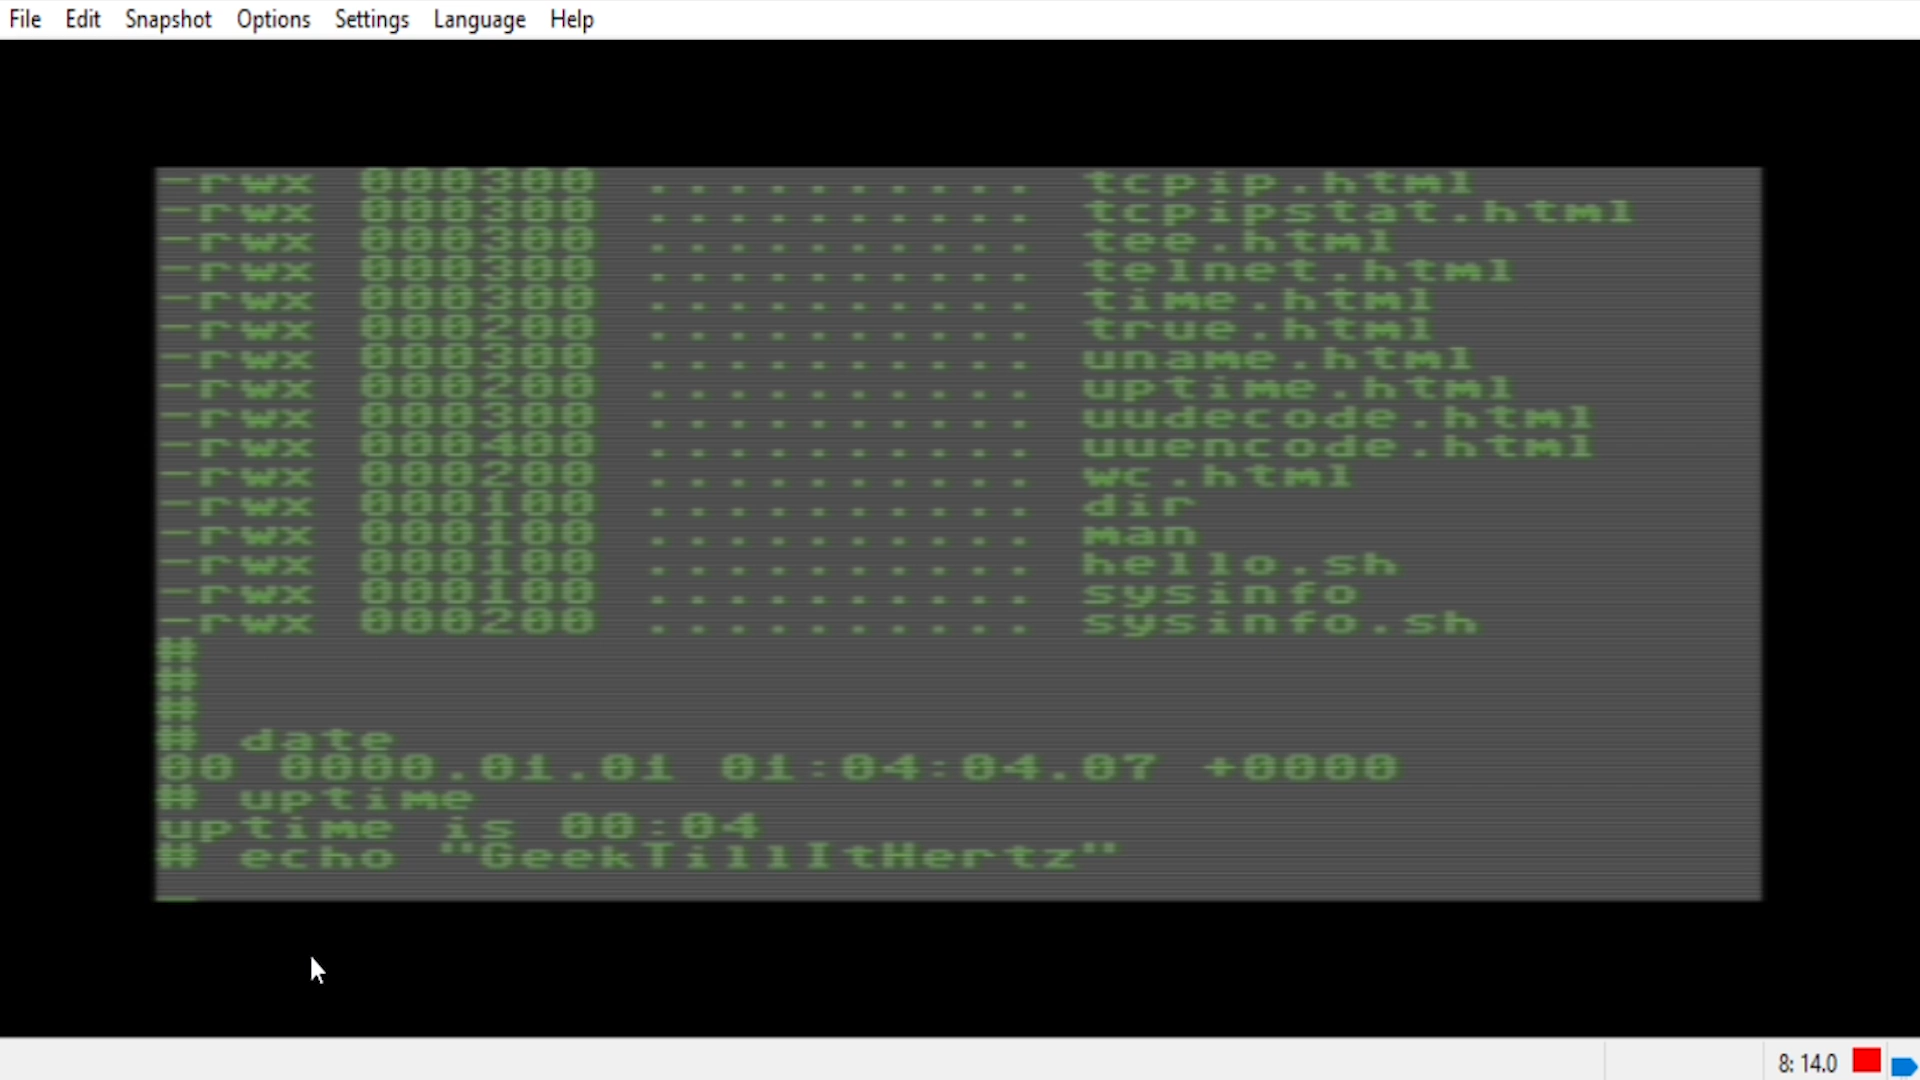 File Edit Snapshot Options Settings Language Help
-rwx 000300 .......... tcpip.html
-rwx 000300 .......... tcpipstat.html
-rwx 000300 .......... tee.html
-rwx 000300 .......... telnet.html
-rwx 000300 .......... time.html
-rwx 000200 .......... true.html
-rwx 000300 .......... uname.html
-rwx 000200 .......... uptime.html
-rwx 000300 .......... uudecode.html
-rwx 000400 .......... uuencode.html
-rwx 000200 .......... wc.html
-rwx 000100 .......... dir
-rwx 000100 .......... man
-rwx 000100 .......... hello.sh
-rwx 000100 .......... sysinfo
-rwx 000200 .......... sysinfo.sh
#
#
#
# date
00 0000.01.01 01:04:04.07 +0000
# uptime
uptime is 00:04
# echo "GeekTillItHertz"
8: 14.0